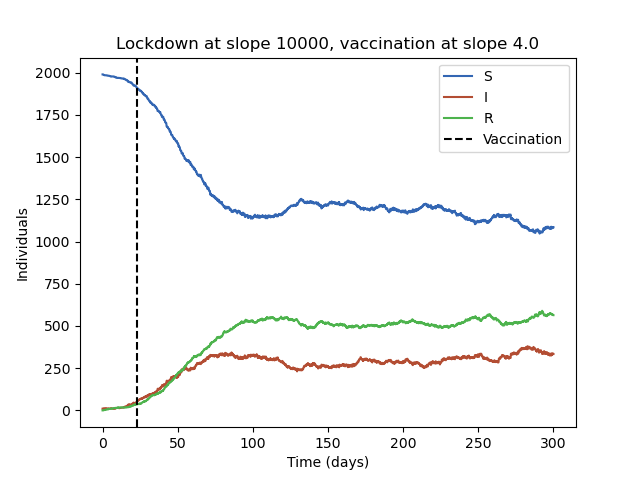 Lockdown at slope 10000, vaccination at slope 4.0
2000
1750
1500
1250
1000
750
500
250
0
Individuals
S
I
R
Vaccination
0 50 100 150 200 250 300
Time (days)